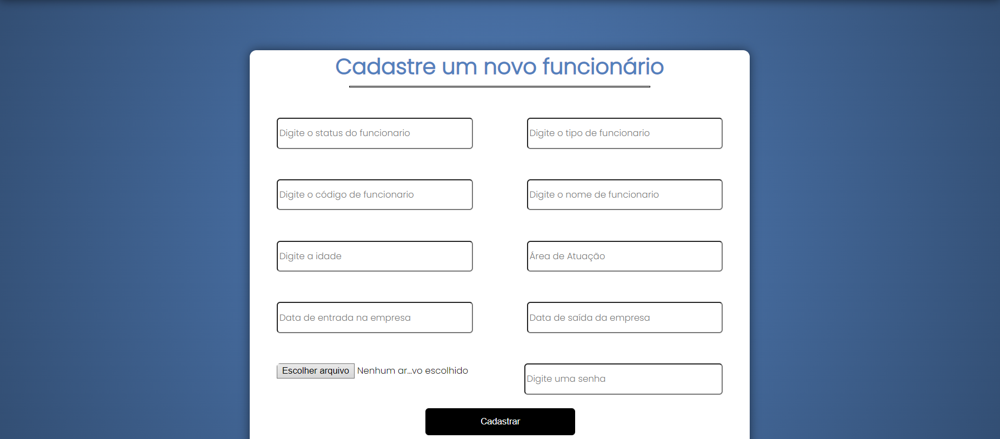 Cadastre um novo funcionário
Digite o status do funcionario
Digite o tipo de funcionario
Digite o código de funcionario
Digite o nome de funcionario
Digite a idade
Área de Atuação
Data de entrada na empresa
Data de saída da empresa
Escolher arquivo Nenhum ar...vo escolhido
Digite uma senha
Cadastrar